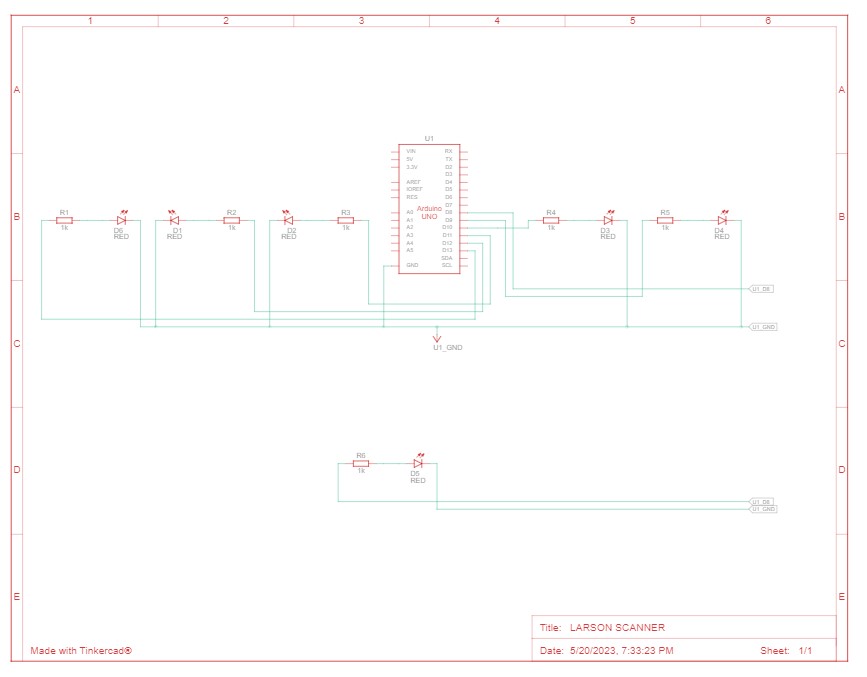 1 2 3 4 5 6
A A
U1
VIN RX
5V TX
3.3V D2
D3
AREF D4
IOREF D5
RES D6
D7
Arduino
UNO
A0 D8
A1 D9
A2 D10
A3 D11
A4 D12
A5 D13
SDA
GND SCL
B B
R1 R2 R3 R4 R5
1k 1k 1k 1k 1k
D6 D1 D2 D3 D4
RED RED RED RED RED
U1_D8
U1_GND
C C
U1_GND
R6
1k
D D
D5
RED
U1_D8
U1_GND
E E
Title: LARSON SCANNER
Made with Tinkercad®
Date: 5/20/2023, 7:33:23 PM Sheet: 1/1